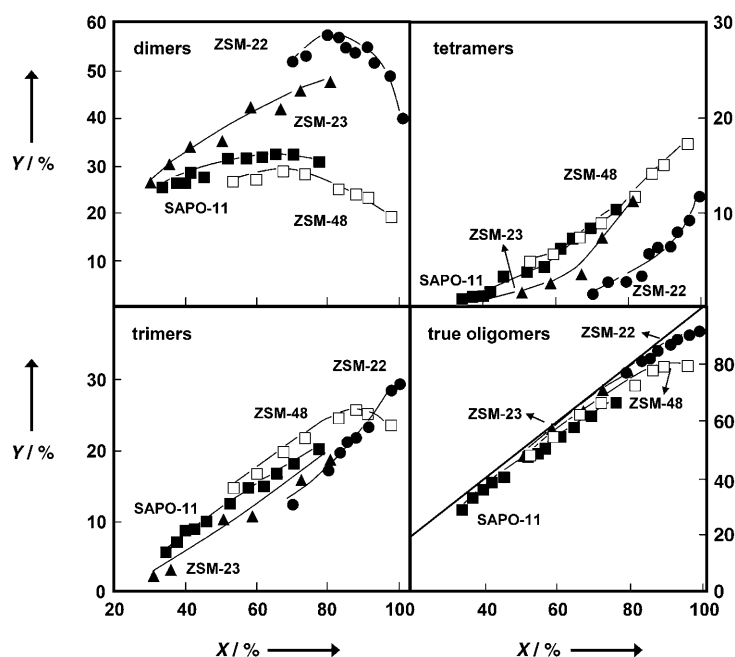 60
50
40
30
20
10
Y / %
dimers
ZSM-22
ZSM-23
SAPO-11
ZSM-48
tetramers
ZSM-48
ZSM-23
SAPO-11
ZSM-22
30
20
10
30
20
10
0
Y / %
trimers
ZSM-22
ZSM-48
SAPO-11
ZSM-23
true oligomers
ZSM-22
ZSM-48
ZSM-23
SAPO-11
80
60
40
20
0
20 40 60 80 100
40 60 80 100
X / %
X / %